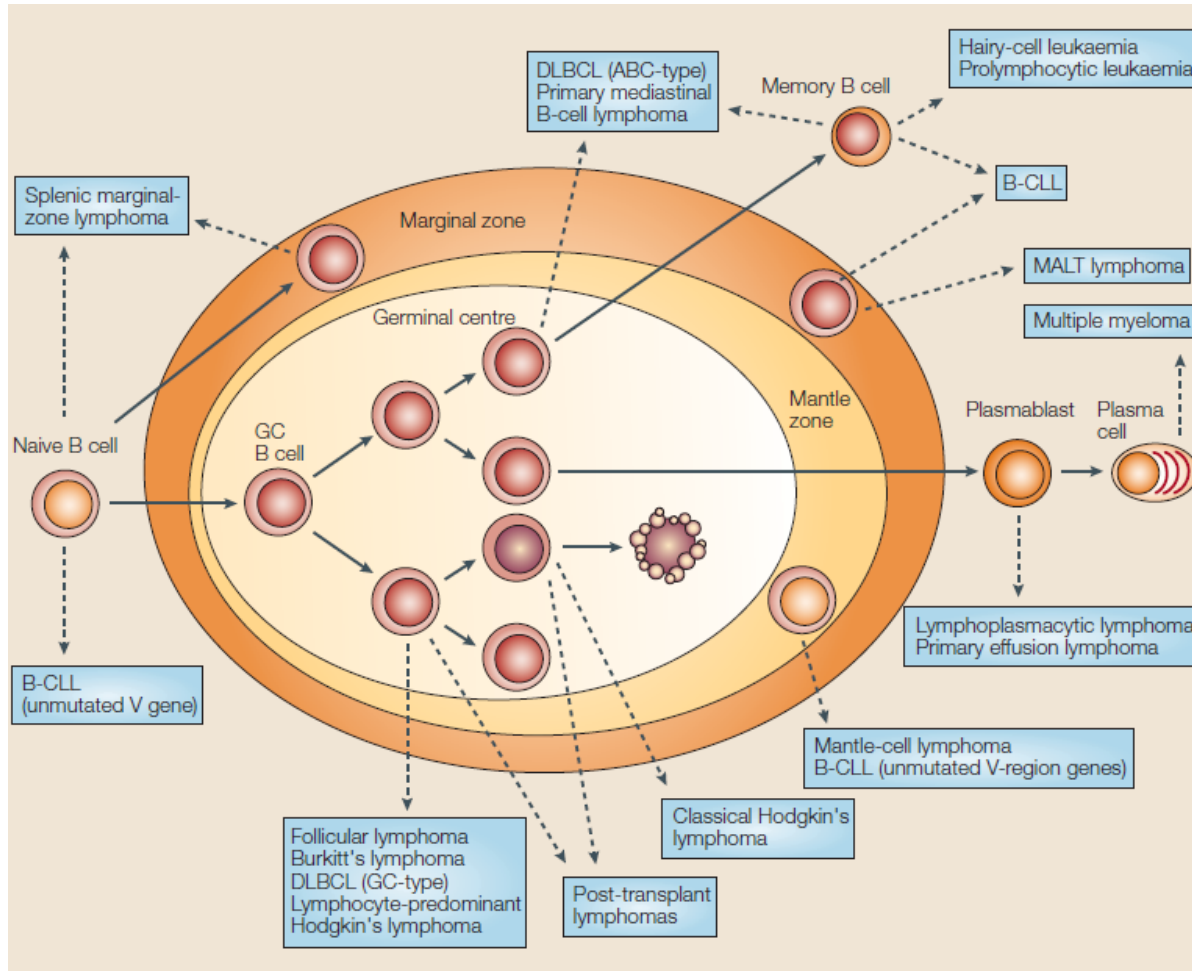 Hairy-cell leukaemia
Prolymphocytic leukaemia
DLBCL (ABC-type)
Primary mediastinal
B-cell lymphoma
Memory B cell
B-CLL
Splenic marginal-
zone lymphoma
Marginal zone
MALT lymphoma
Multiple myeloma
Germinal centre
Mantle
zone
Naive B cell
GC
B cell
Plasmablast
Plasma
cell
Lymphoplasmacytic lymphoma
Primary effusion lymphoma
B-CLL
(unmutated V gene)
Mantle-cell lymphoma
B-CLL (unmutated V-region genes)
Classical Hodgkin's
lymphoma
Follicular lymphoma
Burkitt's lymphoma
DLBCL (GC-type)
Lymphocyte-predominant
Hodgkin's lymphoma
Post-transplant
lymphomas